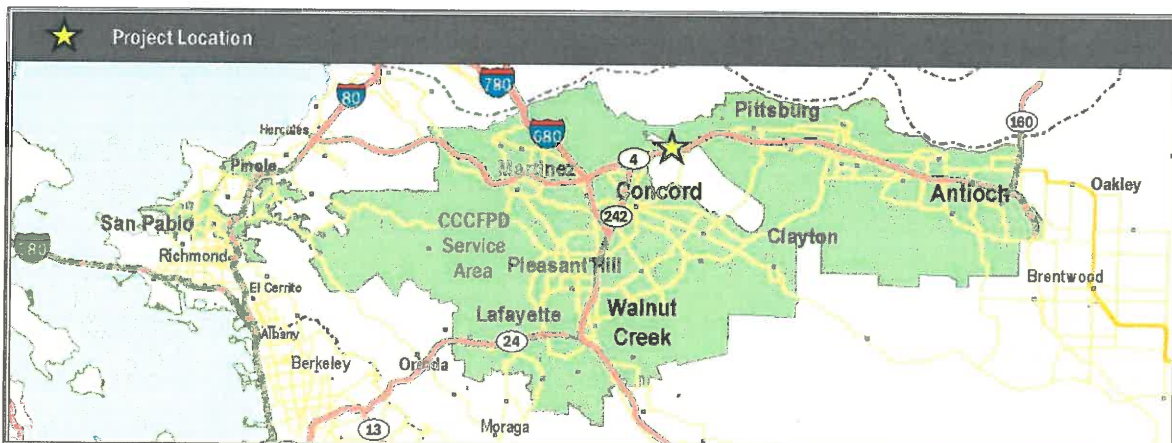 Project Location
780
80
680
160
Pittsburg
Hercules
4
Martinez
Pinole
Concord
Antioch
Oakley
San Pablo
242
CCCFPD
Service
Area
Clayton
Richmond
Pleasant Hill
Brentwood
El Cerrito
Lafayette
Walnut
Creek
Albany
24
Berkeley
Orinda
Moraga
13